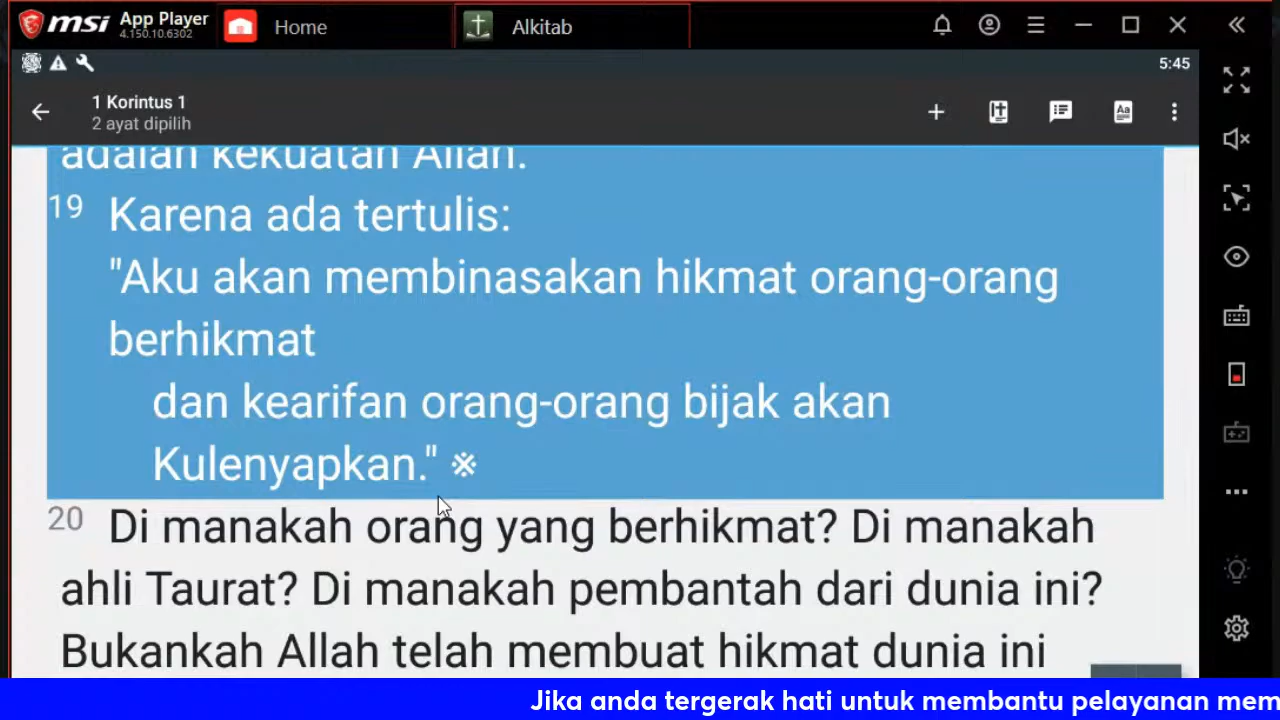 msi App Player
4.150.10.6302
Home
Alkitab
5:45
1 Korintus 1
2 ayat dipilih
adalah kekuatan Allah.
19 Karena ada tertulis:
"Aku akan membinasakan hikmat orang-orang
berhikmat
dan kearifan orang-orang bijak akan
Kulenyapkan." ※
20 Di manakah orang yang berhikmat? Di manakah
ahli Taurat? Di manakah pembantah dari dunia ini?
Bukankah Allah telah membuat hikmat dunia ini
Jika anda tergerak hati untuk membantu pelayanan mem